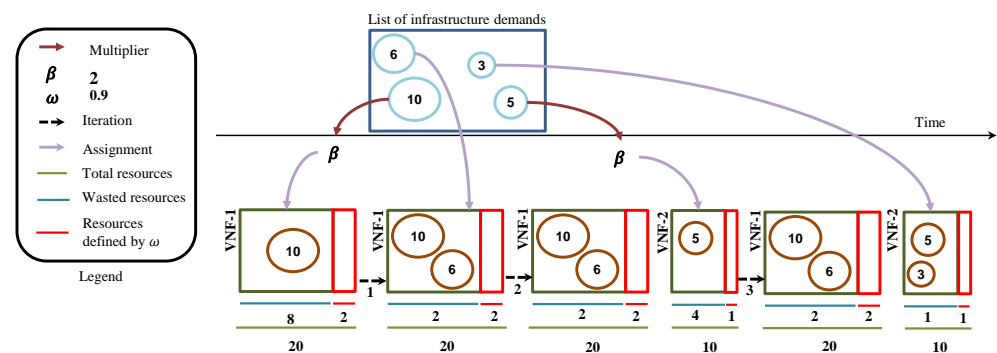 List of infrastructure demands
6
3
10
5
Multiplier
β
2
ω
0.9
Iteration
Assignment
Total resources
Wasted resources
Resources
defined by ω
Legend
Time
β
β
VNF-1
10
8
2
20
1
VNF-1
10
6
2
2
20
2
VNF-1
10
6
2
2
20
VNF-2
5
4
1
10
3
VNF-1
10
6
2
2
20
VNF-2
5
3
1
1
10